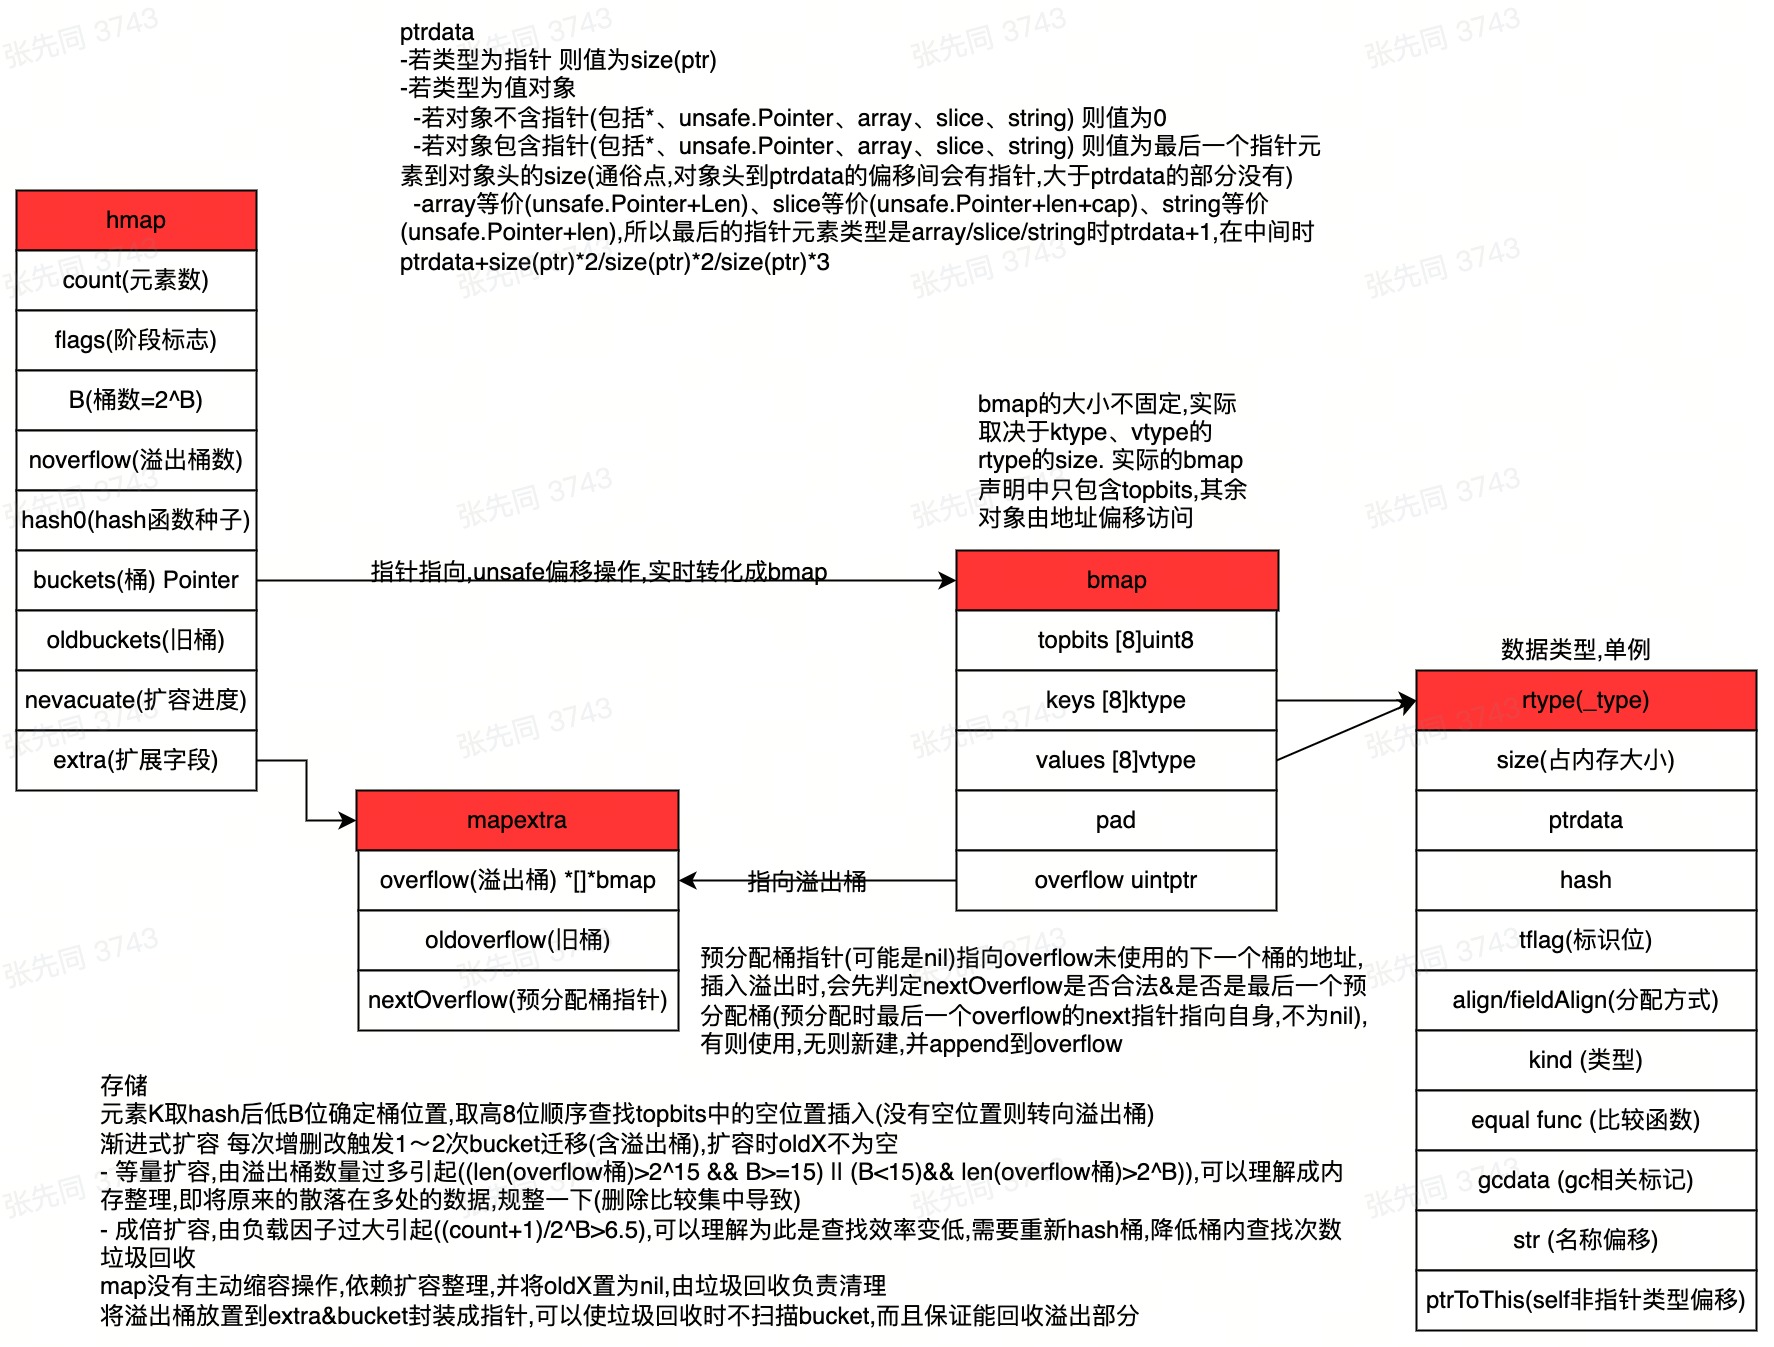 ptrdata
-若类型为指针 则值为size(ptr)
-若类型为值对象
-若对象不含指针(包括*、unsafe.Pointer、array、slice、string) 则值为0
-若对象包含指针(包括*、unsafe.Pointer、array、slice、string) 则值为最后一个指针元
素到对象头的size(通俗点,对象头到ptrdata的偏移间会有指针,大于ptrdata的部分没有)
-array等价(unsafe.Pointer+Len)、slice等价(unsafe.Pointer+len+cap)、string等价
(unsafe.Pointer+len),所以最后的指针元素类型是array/slice/string时ptrdata+1,在中间时
ptrdata+size(ptr)*2/size(ptr)*2/size(ptr)*3
hmap
count(元素数)
flags(阶段标志)
B(桶数=2^B)
noverflow(溢出桶数)
hash0(hash函数种子)
buckets(桶) Pointer
oldbuckets(旧桶)
nevacuate(扩容进度)
extra(扩展字段)
指针指向,unsafe偏移操作,实时转化成bmap
bmap的大小不固定,实际
取决于ktype、vtype的
rtype的size. 实际的bmap
声明中只包含topbits,其余
对象由地址偏移访问
bmap
topbits [8]uint8
keys [8]ktype
values [8]vtype
pad
overflow uintptr
指向溢出桶
mapextra
overflow(溢出桶) *[]*bmap
oldoverflow(旧桶)
nextOverflow(预分配桶指针)
预分配桶指针(可能是nil)指向overflow未使用的下一个桶的地址,
插入溢出时,会先判定nextOverflow是否合法&是否是最后一个预
分配桶(预分配时最后一个overflow的next指针指向自身,不为nil),
有则使用,无则新建,并append到overflow
数据类型,单例
rtype(_type)
size(占内存大小)
ptrdata
hash
tflag(标识位)
align/fieldAlign(分配方式)
kind (类型)
equal func (比较函数)
gcdata (gc相关标记)
str (名称偏移)
ptrToThis(self非指针类型偏移)
存储
元素K取hash后低B位确定桶位置,取高8位顺序查找topbits中的空位置插入(没有空位置则转向溢出桶)
渐进式扩容 每次增删改触发1～2次bucket迁移(含溢出桶),扩容时oldX不为空
- 等量扩容,由溢出桶数量过多引起((len(overflow桶)>2^15 && B>=15) || (B<15)&& len(overflow桶)>2^B)),可以理解成内
存整理,即将原来的散落在多处的数据,规整一下(删除比较集中导致)
- 成倍扩容,由负载因子过大引起((count+1)/2^B>6.5),可以理解为此是查找效率变低,需要重新hash桶,降低桶内查找次数
垃圾回收
map没有主动缩容操作,依赖扩容整理,并将oldX置为nil,由垃圾回收负责清理
将溢出桶放置到extra&bucket封装成指针,可以使垃圾回收时不扫描bucket,而且保证能回收溢出部分
张先同 3743